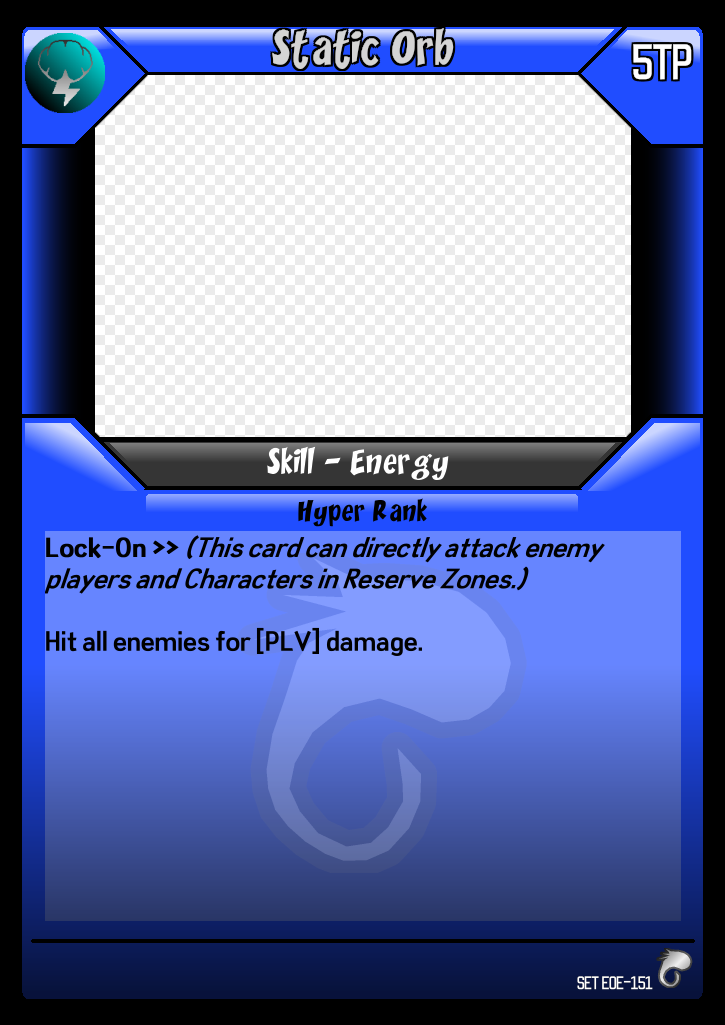 Static Orb
5TP
Skill - Energy
Hyper Rank
Lock-On >> (This card can directly attack enemy
players and Characters in Reserve Zones.)
Hit all enemies for [PLV] damage.
SET EOE-151